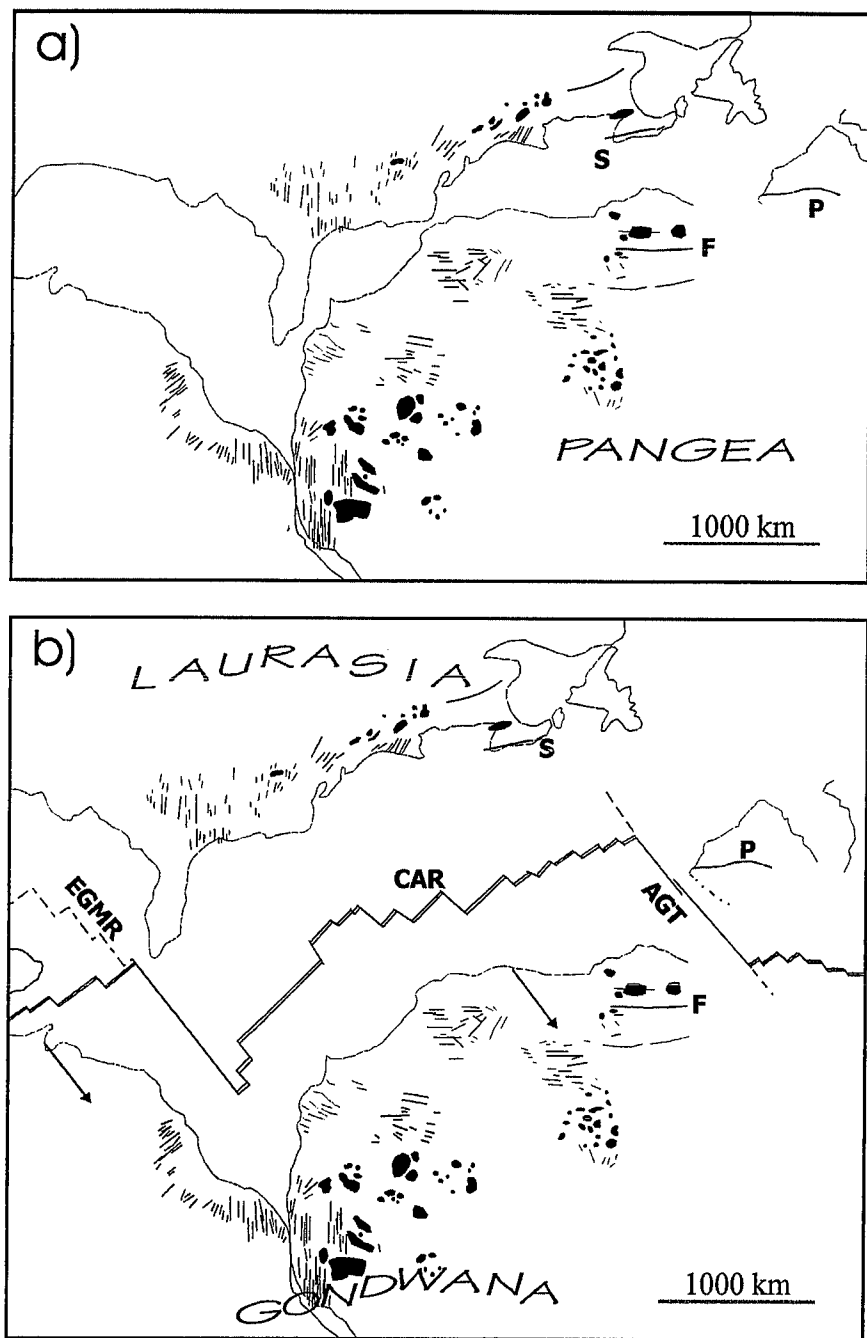 a)
S
P
F
PANGEA
1000 km
b)
LAURASIA
S
P
CAR
EGMR
AGT
F
GONDWANA
1000 km